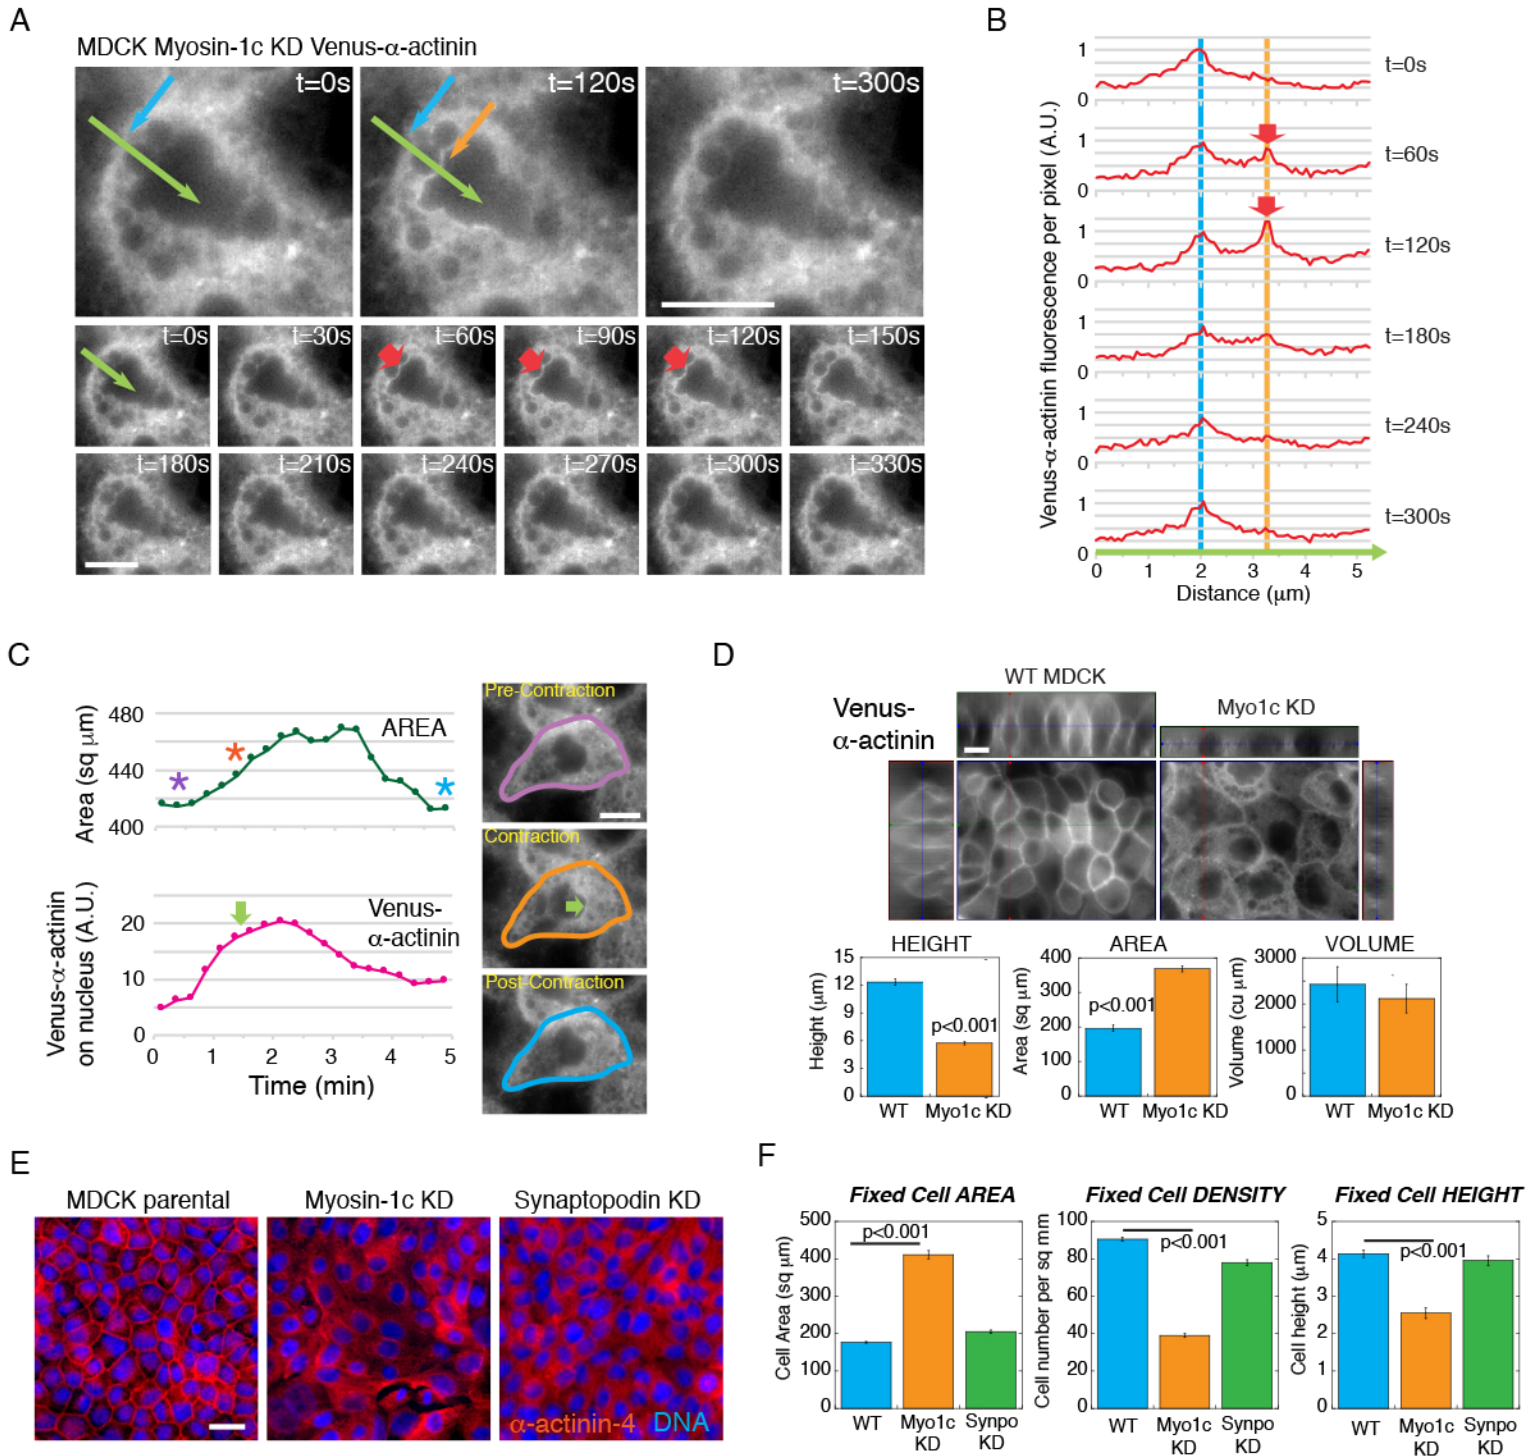 A
MDCK Myosin-1c KD Venus-α-actinin
t=0s
t=120s
t=300s
t=0s
t=30s
t=60s
t=90s
t=120s
t=150s
t=180s
t=210s
t=240s
t=270s
t=300s
t=330s
B
Venus-α-actinin fluorescence per pixel (A.U.)
1
0
t=0s
1
0
t=60s
1
0
t=120s
1
0
t=180s
1
0
t=240s
1
0
t=300s
0 1 2 3 4 5
Distance (μm)
C
Area (sq μm)
480
440
400
AREA
Venus-α-actinin
on nucleus (A.U.)
20
10
0
Venus-
α-actinin
0 1 2 3 4 5
Time (min)
Pre-Contraction
Contraction
Post-Contraction
D
Venus-
α-actinin
WT MDCK
Myo1c KD
HEIGHT
Height (μm)
15
12
9
6
3
0
p<0.001
WT Myo1c KD
AREA
Area (sq μm)
400
300
200
100
0
p<0.001
WT Myo1c KD
VOLUME
Volume (cu μm)
3000
2000
1000
0
WT Myo1c KD
E
MDCK parental
Myosin-1c KD
Synaptopodin KD
α-actinin-4 DNA
F
Fixed Cell AREA
Cell Area (sq μm)
500
400
300
200
100
0
p<0.001
WT Myo1c Synpo
KD KD
Fixed Cell DENSITY
Cell number per sq mm
100
80
60
40
20
0
p<0.001
WT Myo1c Synpo
KD KD
Fixed Cell HEIGHT
Cell height (μm)
5
4
3
2
1
0
p<0.001
WT Myo1c Synpo
KD KD